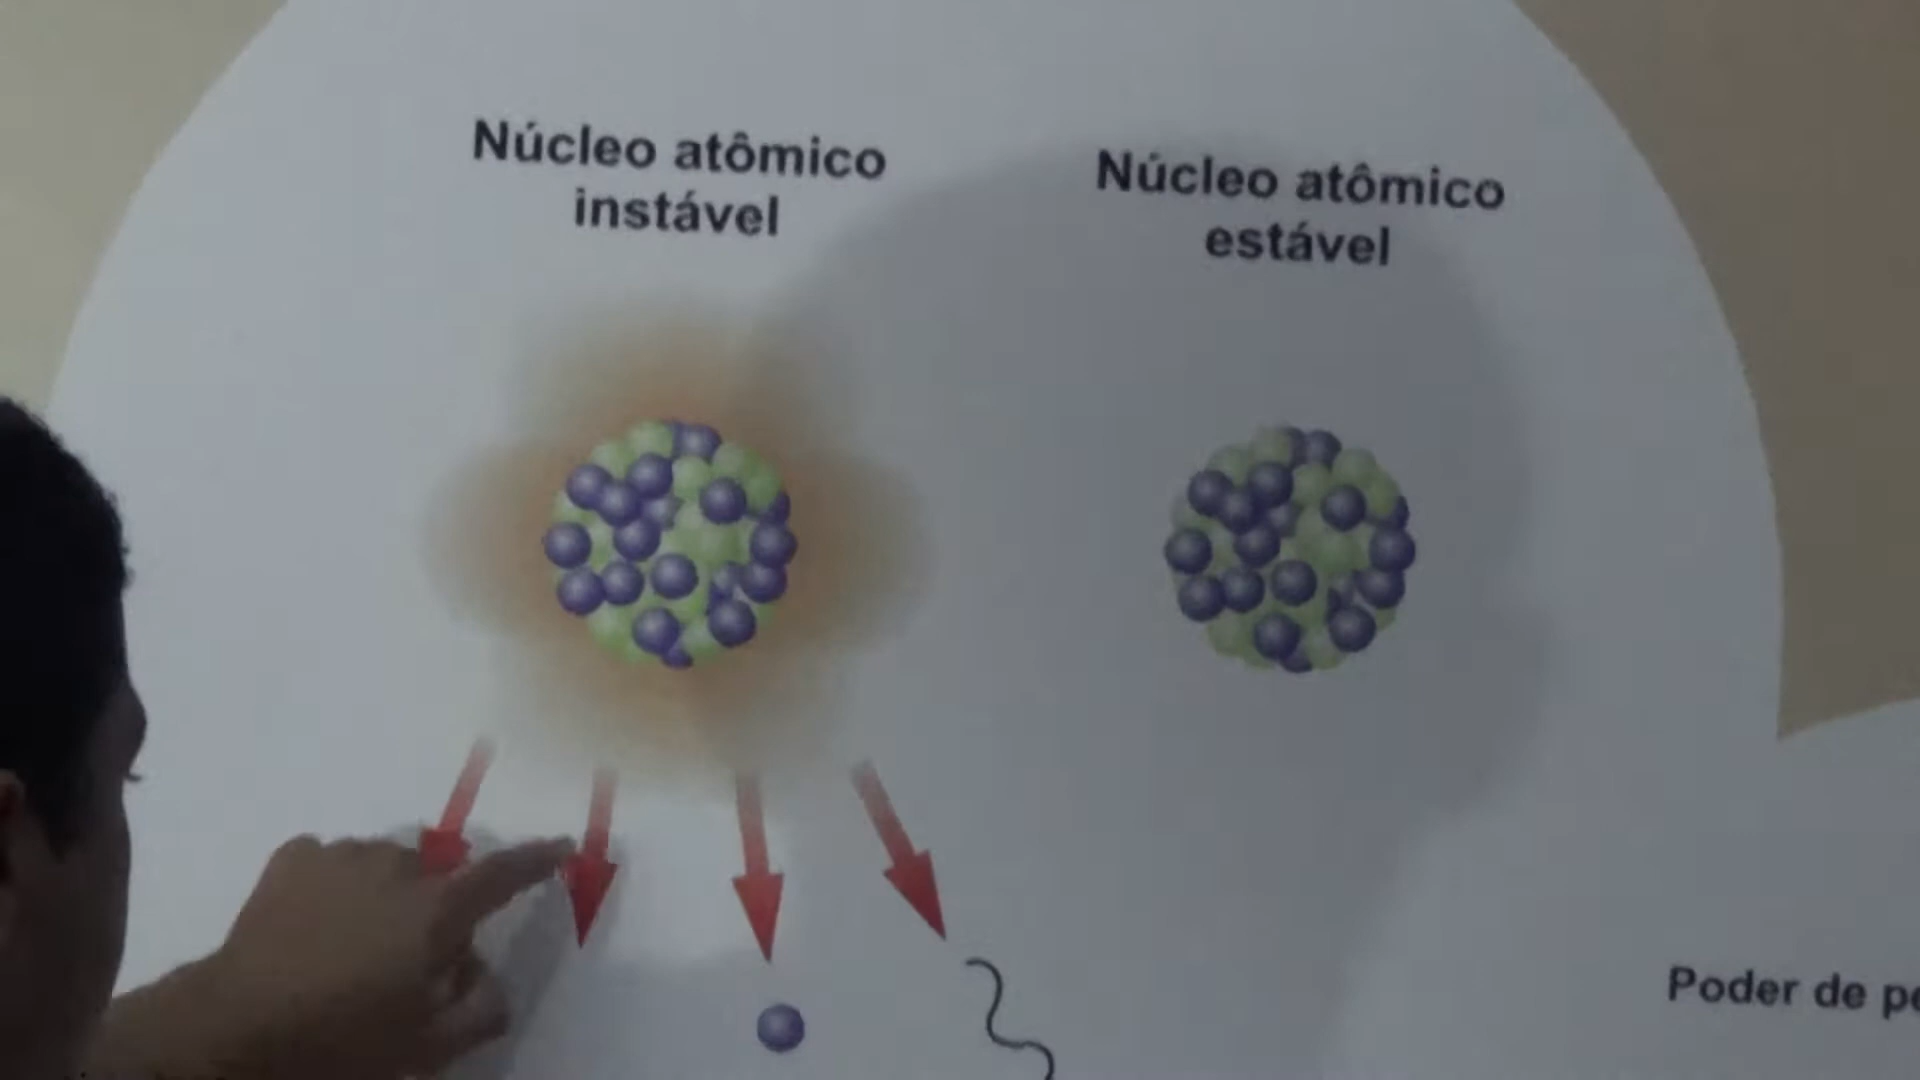 Núcleo atômico
instável
Núcleo atômico
estável
Poder de